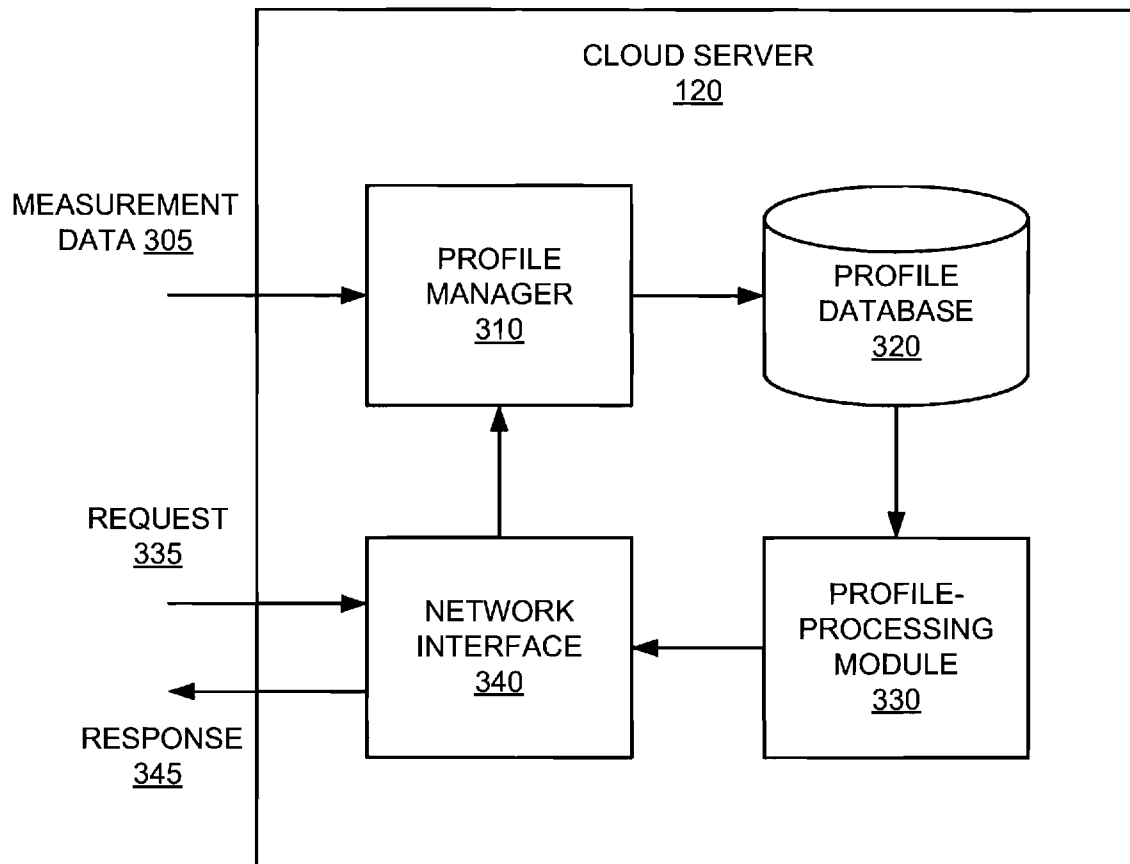 CLOUD SERVER
120
MEASUREMENT
DATA 305
PROFILE
MANAGER
310
PROFILE
DATABASE
320
REQUEST
335
NETWORK
INTERFACE
340
PROFILE-
PROCESSING
MODULE
330
RESPONSE
345